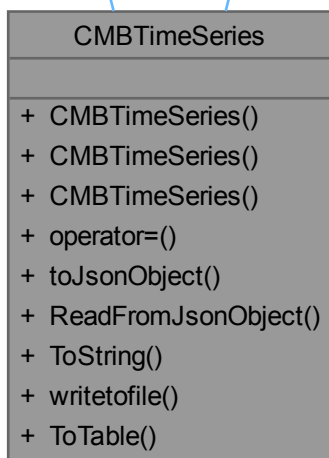 CMBTimeSeries
+ CMBTimeSeries()
+ CMBTimeSeries()
+ CMBTimeSeries()
+ operator=()
+ toJsonObject()
+ ReadFromJsonObject()
+ ToString()
+ writetofile()
+ ToTable()